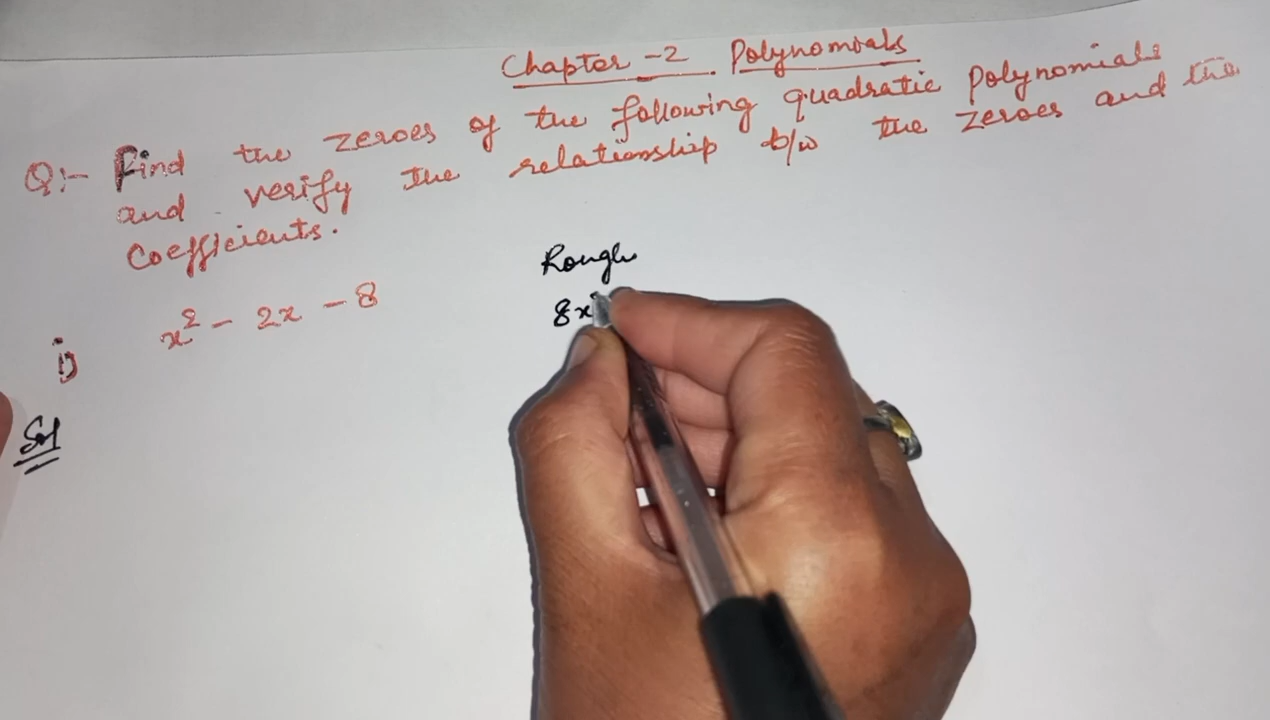 Chapter -2 Polynomials
Q:- Find the zeroes of the following quadratic Polynomials
and verify the relationship b/w the zeroes and the
Coefficients.
i) x² - 2x - 8
Rough
8x
Sol